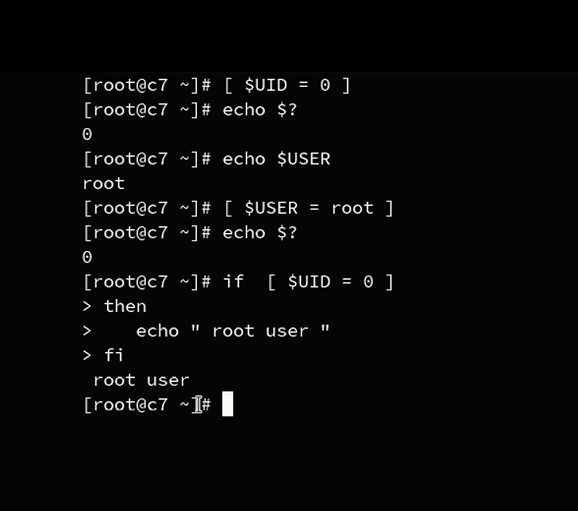 [root@c7 ~]# [ $UID = 0 ]
[root@c7 ~]# echo $?
0
[root@c7 ~]# echo $USER
root
[root@c7 ~]# [ $USER = root ]
[root@c7 ~]# echo $?
0
[root@c7 ~]# if  [ $UID = 0 ]
> then
>    echo " root user "
> fi
 root user
[root@c7 ~]#